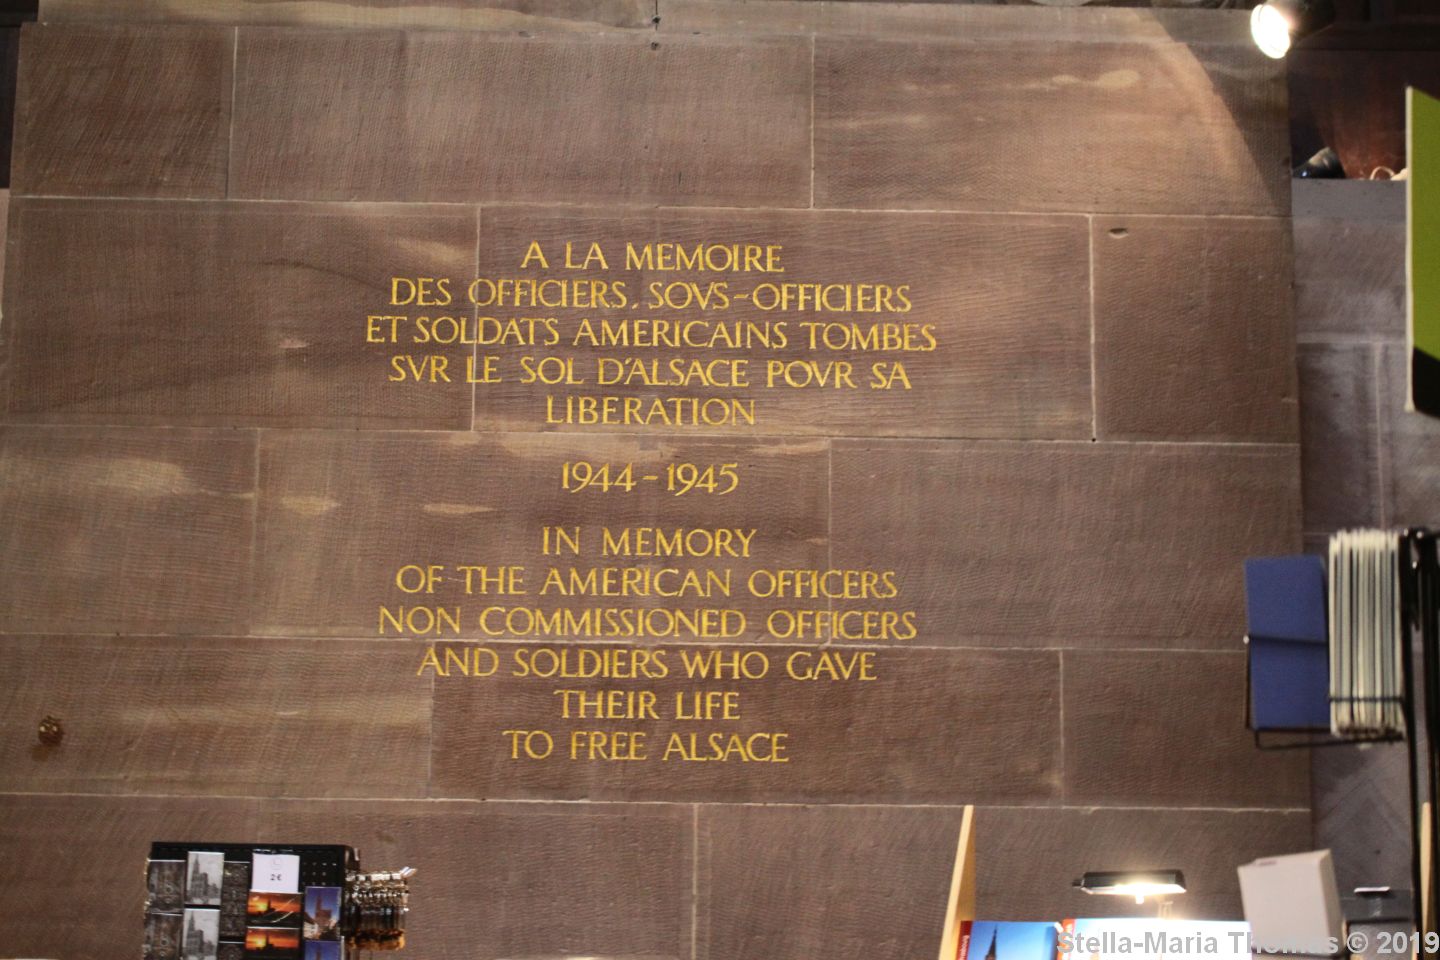 A LA MEMOIRE
DES OFFICIERS, SOVS-OFFICIERS
ET SOLDATS AMERICAINS TOMBES
SVR LE SOL D'ALSACE POVR SA
LIBERATION
1944-1945
IN MEMORY
OF THE AMERICAN OFFICERS
NON COMMISSIONED OFFICERS
AND SOLDIERS WHO GAVE
THEIR LIFE
TO FREE ALSACE
2€
Stella-Maria Thomas © 2019